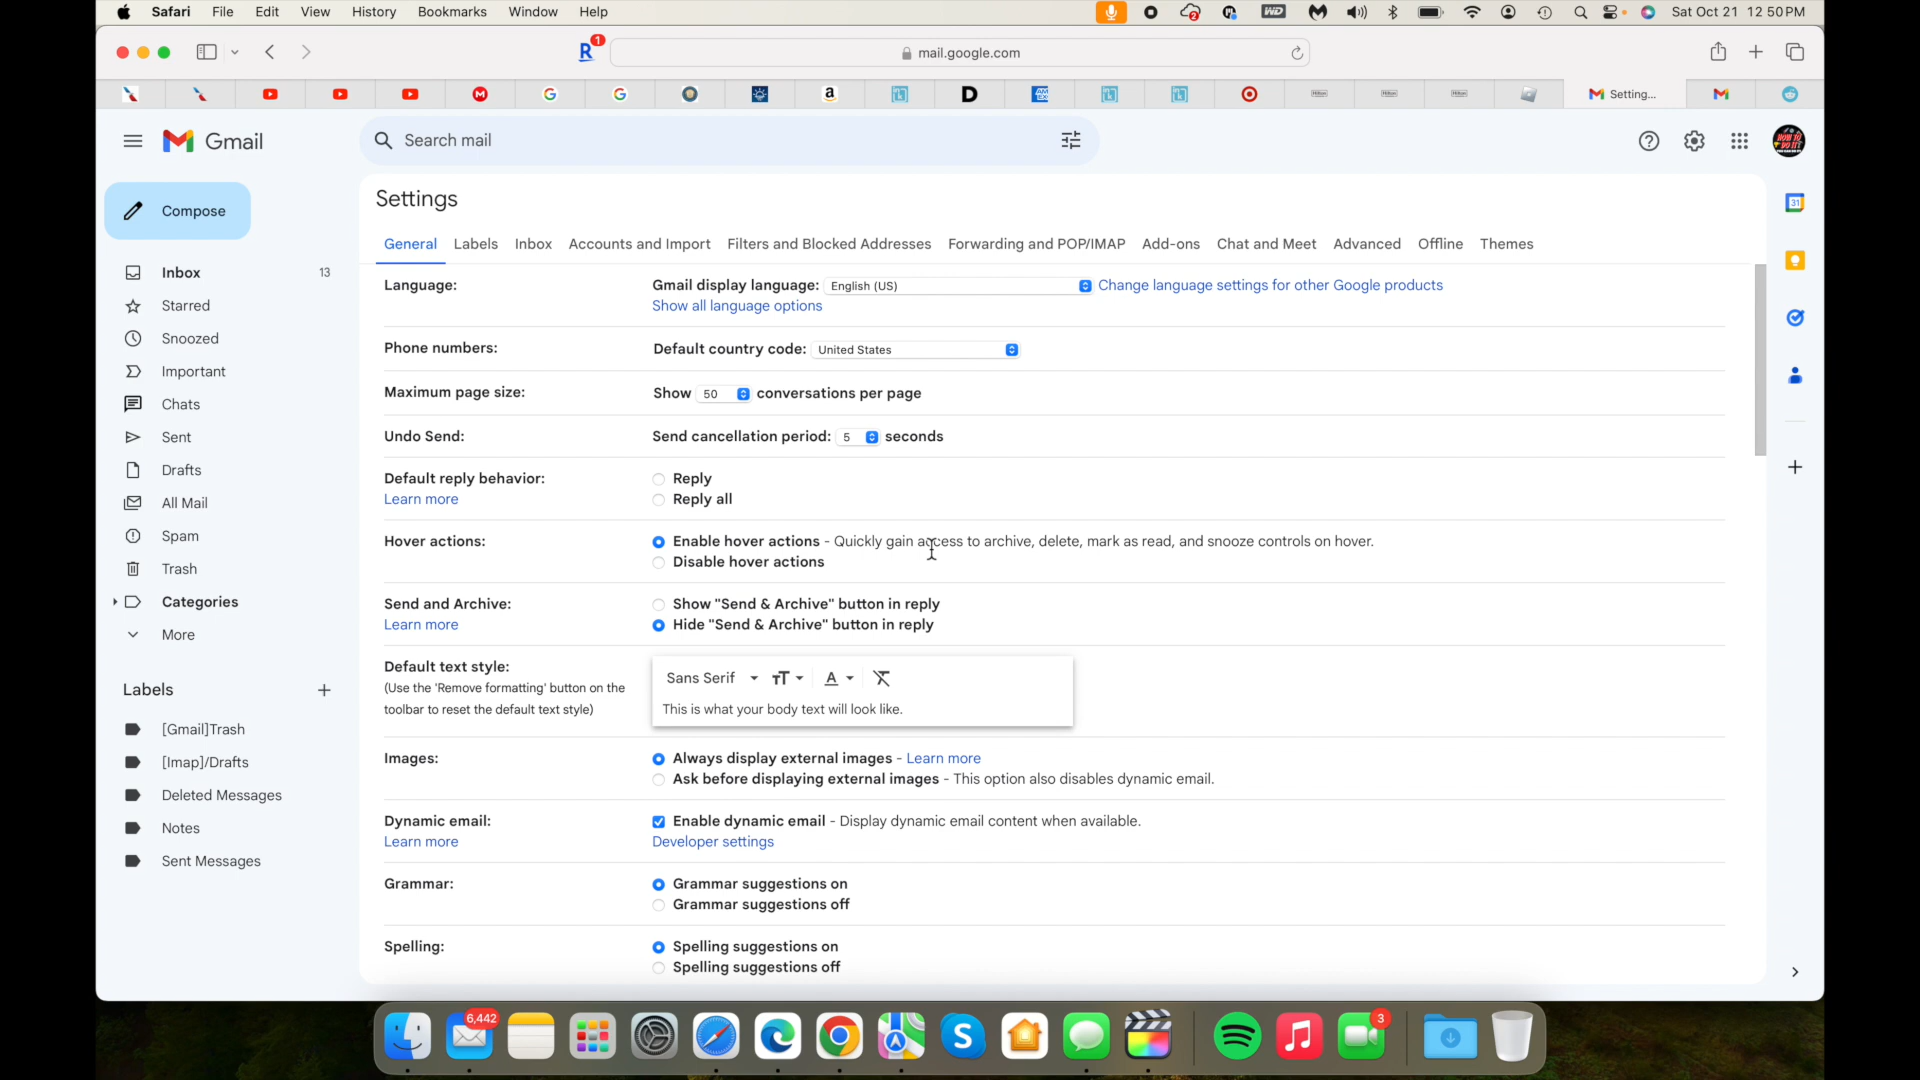 Safari File Edit View History Bookmarks Window Help Sat Oct 21 12 50 PM
mail.google.com
Setting...
Gmail
Search mail
Compose
Inbox 13
Starred
Snoozed
Important
Chats
Sent
Drafts
All Mail
Spam
Trash
Categories
More
Labels
[Gmail]Trash
[Imap]/Drafts
Deleted Messages
Notes
Sent Messages
Settings
General Labels Inbox Accounts and Import Filters and Blocked Addresses Forwarding and POP/IMAP Add-ons Chat and Meet Advanced Offline Themes
Language: Gmail display language: English (US) Change language settings for other Google products
Show all language options
Phone numbers: Default country code: United States
Maximum page size: Show 50 conversations per page
Undo Send: Send cancellation period: 5 seconds
Default reply behavior: Reply
Learn more Reply all
Hover actions: Enable hover actions - Quickly gain access to archive, delete, mark as read, and snooze controls on hover.
Disable hover actions
Send and Archive: Show "Send & Archive" button in reply
Learn more Hide "Send & Archive" button in reply
Default text style: Sans Serif
(Use the 'Remove formatting' button on the
toolbar to reset the default text style) This is what your body text will look like.
Images: Always display external images - Learn more
Ask before displaying external images - This option also disables dynamic email.
Dynamic email: Enable dynamic email - Display dynamic email content when available.
Learn more Developer settings
Grammar: Grammar suggestions on
Grammar suggestions off
Spelling: Spelling suggestions on
Spelling suggestions off
6,442
3